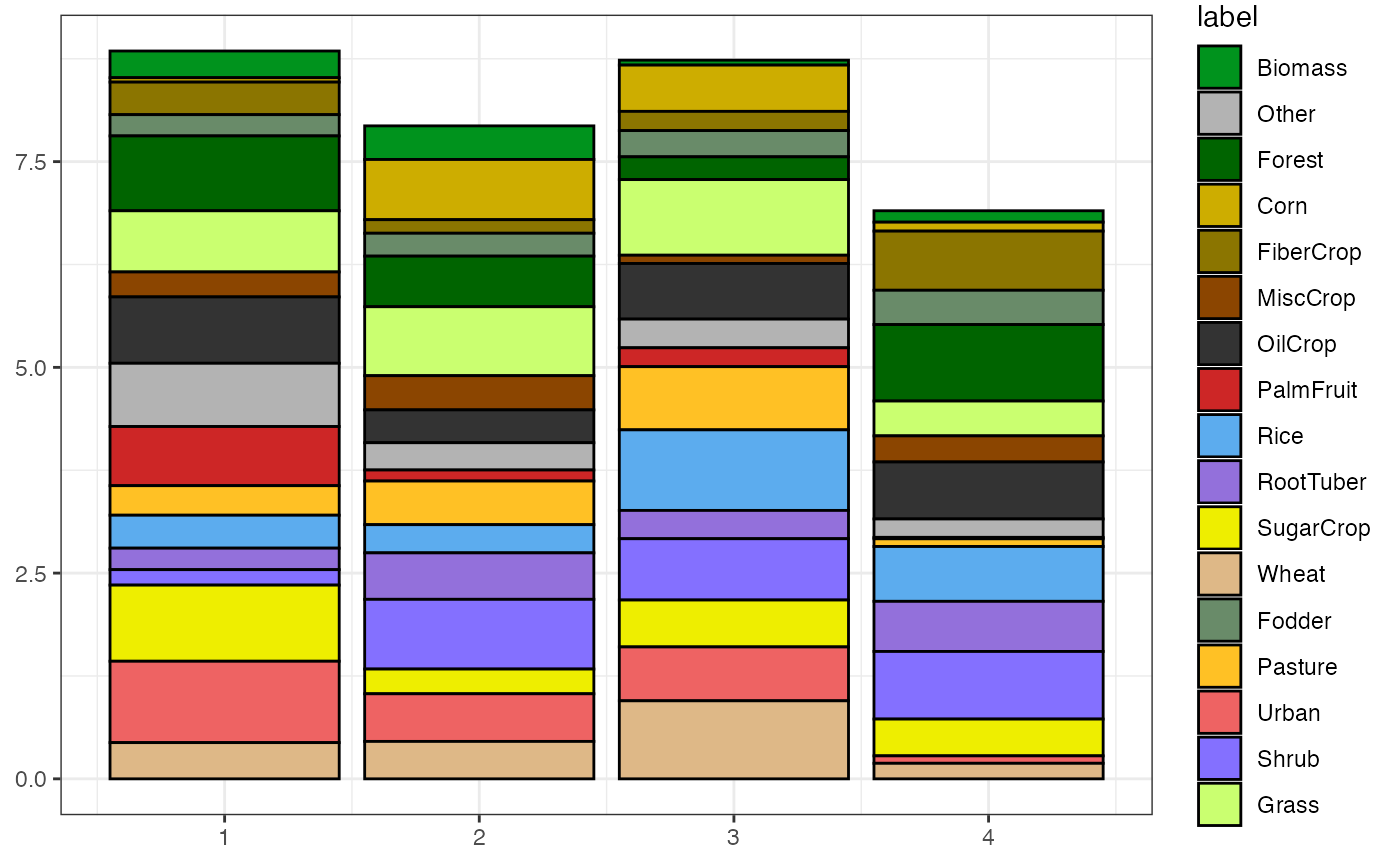 label
Biomass
Other
Forest
Corn
FiberCrop
MiscCrop
OilCrop
PalmFruit
Rice
RootTuber
SugarCrop
Wheat
Fodder
Pasture
Urban
Shrub
Grass
7.5
5.0
2.5
0.0
1 2 3 4